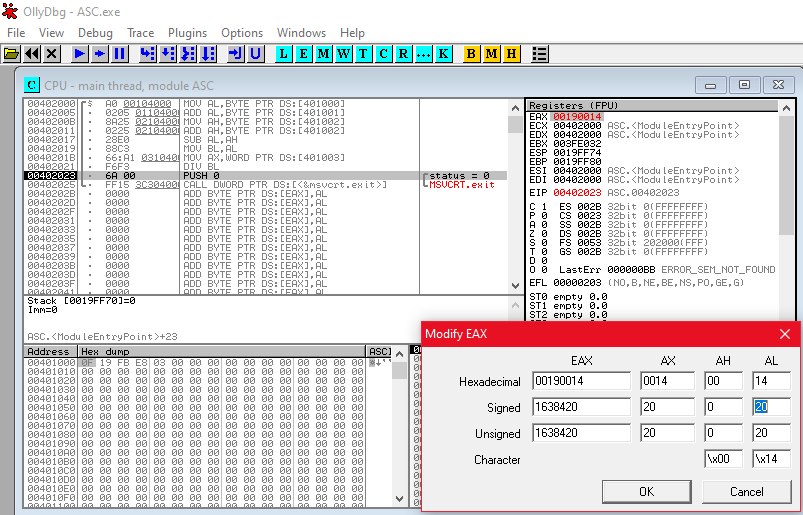 OllyDbg - ASC.exe
File View Debug Trace Plugins Options Windows Help
L E M W T C R ... K B M H
C CPU - main thread, module ASC
00402000 $ A0 00104000 MOV AL,BYTE PTR DS:[401000]
00402005 . 0205 01104000 ADD AL,BYTE PTR DS:[401001]
0040200B . 8A25 02104000 MOV AH,BYTE PTR DS:[401002]
00402011 . 0225 02104000 ADD AH,BYTE PTR DS:[401002]
00402017 . 28E0 SUB AL,AH
00402019 . 88C3 MOV BL,AL
0040201B . 66:A1 03104000 MOV AX,WORD PTR DS:[401003]
00402021 . F6F3 DIV BL
00402023 . 6A 00 PUSH 0 status = 0
00402025 . FF15 3C304000 CALL DWORD PTR DS:[<&msvcrt.exit>] MSVCRT.exit
0040202B . 0000 ADD BYTE PTR DS:[EAX],AL
0040202D . 0000 ADD BYTE PTR DS:[EAX],AL
0040202F . 0000 ADD BYTE PTR DS:[EAX],AL
00402031 . 0000 ADD BYTE PTR DS:[EAX],AL
00402033 . 0000 ADD BYTE PTR DS:[EAX],AL
00402035 . 0000 ADD BYTE PTR DS:[EAX],AL
00402037 . 0000 ADD BYTE PTR DS:[EAX],AL
00402039 . 0000 ADD BYTE PTR DS:[EAX],AL
0040203B . 0000 ADD BYTE PTR DS:[EAX],AL
0040203D . 0000 ADD BYTE PTR DS:[EAX],AL
0040203F . 0000 ADD BYTE PTR DS:[EAX],AL
00402041 . 0000 ADD BYTE PTR DS:[EAX],AL
Registers (FPU)
EAX 00190014
ECX 00402000 ASC.<ModuleEntryPoint>
EDX 00402000 ASC.<ModuleEntryPoint>
EBX 003FE032
ESP 0019FF74
EBP 0019FF80
ESI 00402000 ASC.<ModuleEntryPoint>
EDI 00402000 ASC.<ModuleEntryPoint>
EIP 00402023 ASC.00402023
C 1 ES 002B 32bit 0(FFFFFFFF)
P 0 CS 0023 32bit 0(FFFFFFFF)
A 0 SS 002B 32bit 0(FFFFFFFF)
Z 0 DS 002B 32bit 0(FFFFFFFF)
S 0 FS 0053 32bit 202000(FFF)
T 0 GS 002B 32bit 0(FFFFFFFF)
D 0
O 0 LastErr 000000BB ERROR_SEM_NOT_FOUND
EFL 00000203 (NO,B,NE,BE,NS,PO,GE,G)
ST0 empty 0.0
ST1 empty 0.0
ST2 empty 0.0
Stack [0019FF70]=0
Imm=0
ASC.<ModuleEntryPoint>+23
Address Hex dump ASCI
00401000 0F 19 FB E8 03 00 00 00 00 00 00 00 00 00 00 00
00401010 00 00 00 00 00 00 00 00 00 00 00 00 00 00 00 00
00401020 00 00 00 00 00 00 00 00 00 00 00 00 00 00 00 00
00401030 00 00 00 00 00 00 00 00 00 00 00 00 00 00 00 00
00401040 00 00 00 00 00 00 00 00 00 00 00 00 00 00 00 00
00401050 00 00 00 00 00 00 00 00 00 00 00 00 00 00 00 00
00401060 00 00 00 00 00 00 00 00 00 00 00 00 00 00 00 00
00401070 00 00 00 00 00 00 00 00 00 00 00 00 00 00 00 00
00401080 00 00 00 00 00 00 00 00 00 00 00 00 00 00 00 00
00401090 00 00 00 00 00 00 00 00 00 00 00 00 00 00 00 00
004010A0 00 00 00 00 00 00 00 00 00 00 00 00 00 00 00 00
004010B0 00 00 00 00 00 00 00 00 00 00 00 00 00 00 00 00
004010C0 00 00 00 00 00 00 00 00 00 00 00 00 00 00 00 00
004010D0 00 00 00 00 00 00 00 00 00 00 00 00 00 00 00 00
004010E0 00 00 00 00 00 00 00 00 00 00 00 00 00 00 00 00
004010F0 00 00 00 00 00 00 00 00 00 00 00 00 00 00 00 00
00401100 00 00 00 00 00 00 00 00 00 00 00 00 00 00 00 00
Modify EAX
EAX AX AH AL
Hexadecimal 00190014 0014 00 14
Signed 1638420 20 0 20
Unsigned 1638420 20 0 20
Character \x00 \x14
OK Cancel